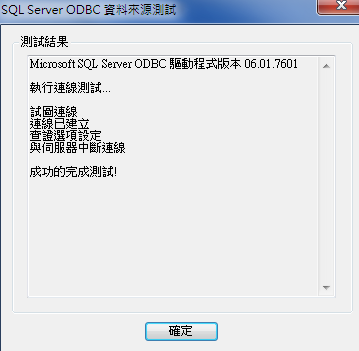 SQL Server ODBC 資料來源測試
測試結果
Microsoft SQL Server ODBC 驅動程式版本 06.01.7601
執行連線測試...
試圖連線
連線已建立
查證選項設定
與伺服器中斷連線
成功的完成測試!
確定